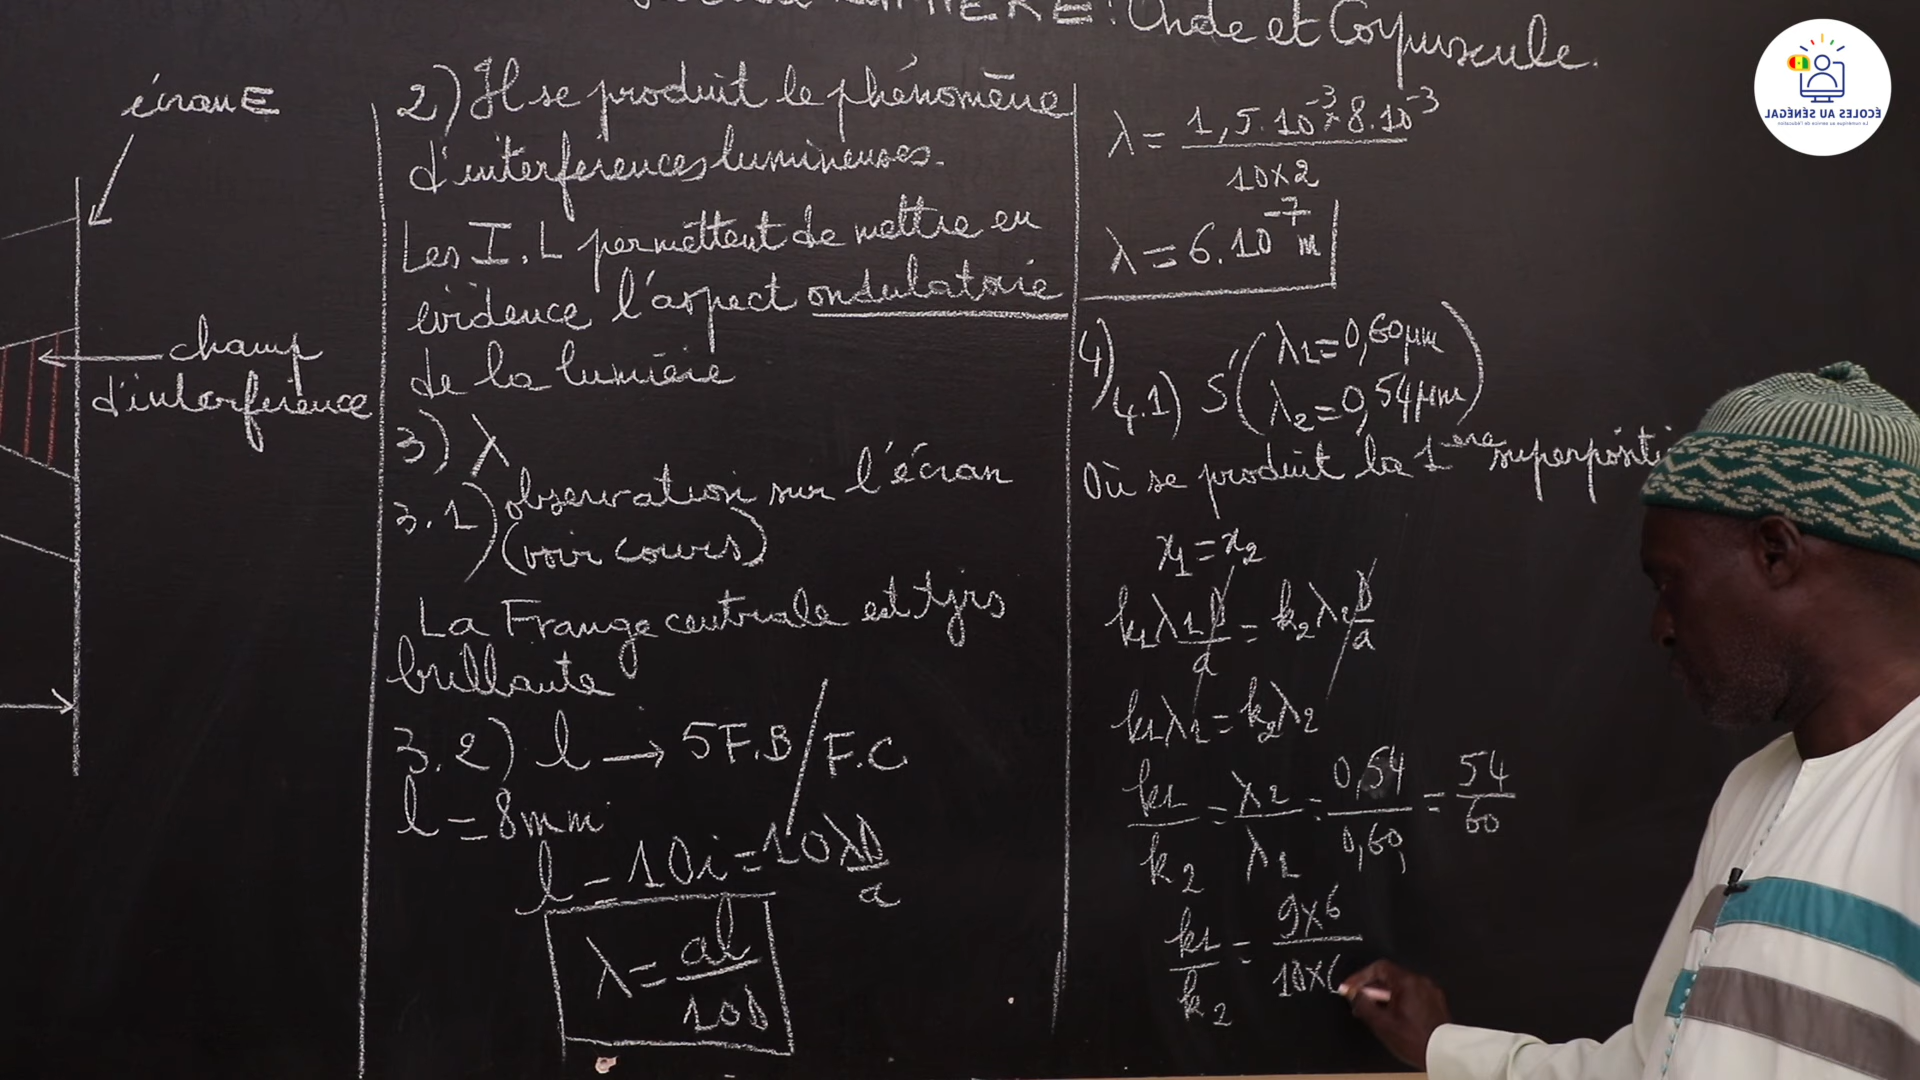 LUMIERE : Onde et Corpuscule.
écran E
champ
d'interférence
2) Il se produit le phénomène
d'interférences lumineuses.
Les I.L permettent de mettre en
évidence l'aspect ondulatoire
de la lumière
3) λ
3.1) observation sur l'écran
(voir cours)
La Frange centrale est tjrs
brillante
3.2) l → 5F.B/F.C
l = 8mm
l = 10i = 10λD/a
λ = al/10D
λ = 1,5.10⁻³×8.10⁻³/10×2
λ = 6.10⁻⁷ m
4)
4.1) S (λ1 = 0,60µm
λ2 = 0,54µm)
Où se produit la 1ère superpositi
x1 = x2
k1λ1D/a = k2λ2D/a
k1λ1 = k2λ2
k1/k2 = λ2/λ1 = 0,54/0,60 = 54/60
k1/k2 = 9×6/10×6
ÉCOLES AU SÉNÉGAL